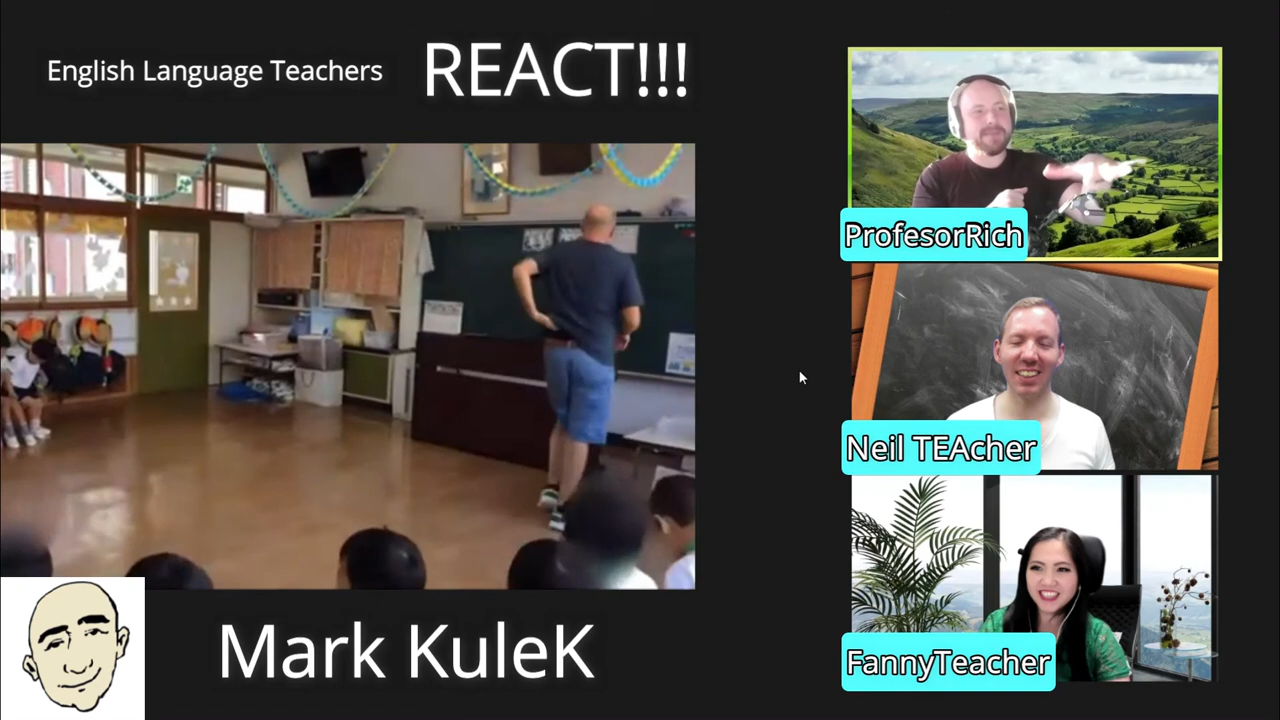 English Language Teachers
REACT!!!
ProfesorRich
Neil TEAcher
FannyTeacher
Mark KuleK